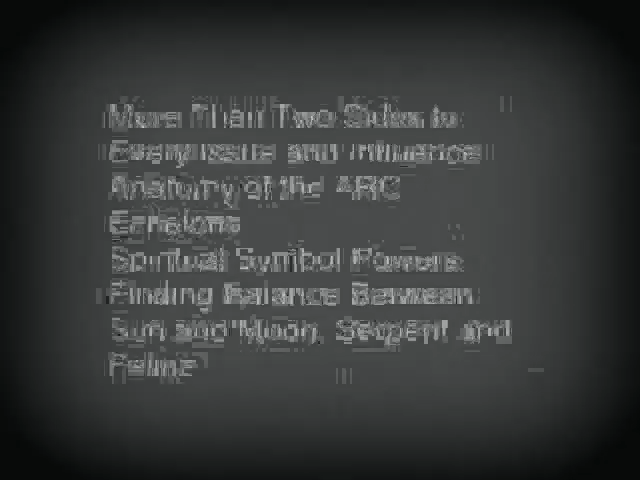 More Than Two Sides to
Every Issue and Influence
Anatomy of the ARC
Echelons
Spiritual Symbol Powers
Finding Balance Between
Sun and Moon, Serpent and
Feline